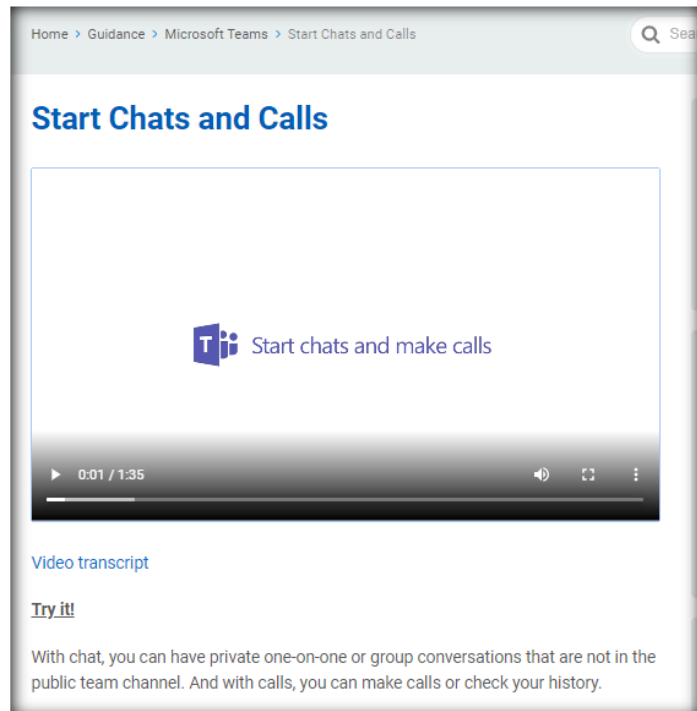 Home > Guidance > Microsoft Teams > Start Chats and Calls
Start Chats and Calls
T Start chats and make calls
0:01 / 1:35
Video transcript
Try it!
With chat, you can have private one-on-one or group conversations that are not in the
public team channel. And with calls, you can make calls or check your history.